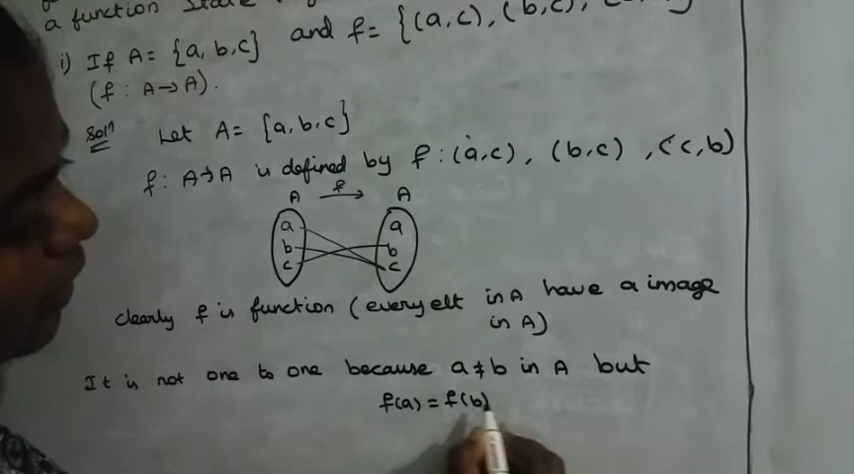 a function State
i) If A = {a, b, c} and f = {(a, c), (b, c),
(f : A → A).
Soln Let A = {a, b, c}
f : A → A is defined by f : (a, c), (b, c), (c, b)
A f → A
a a
b b
c c
clearly f is function (every elt in A have a image
in A)
It is not one to one because a ≠ b in A but
f(a) = f(b)